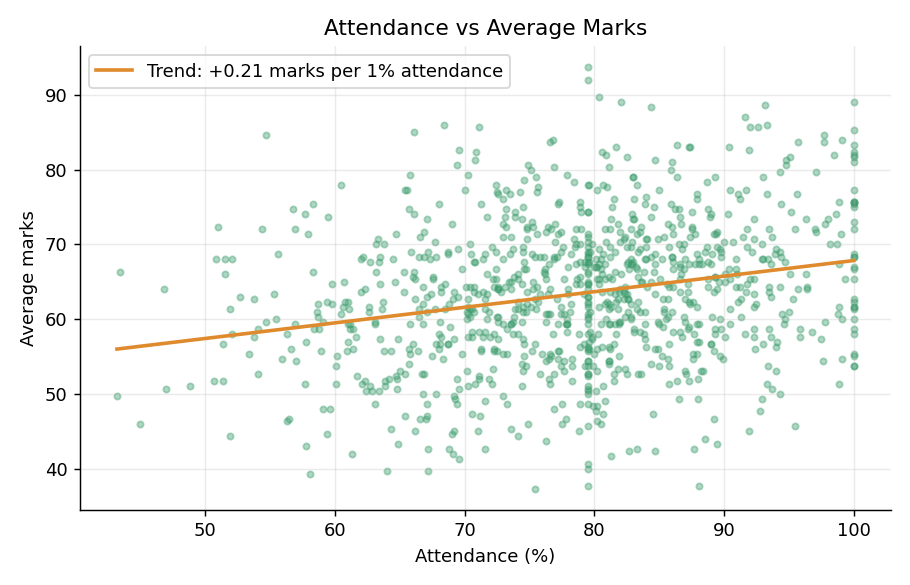 Attendance vs Average Marks
Trend: +0.21 marks per 1% attendance
Average marks
90
80
70
60
50
40
50 60 70 80 90 100
Attendance (%)